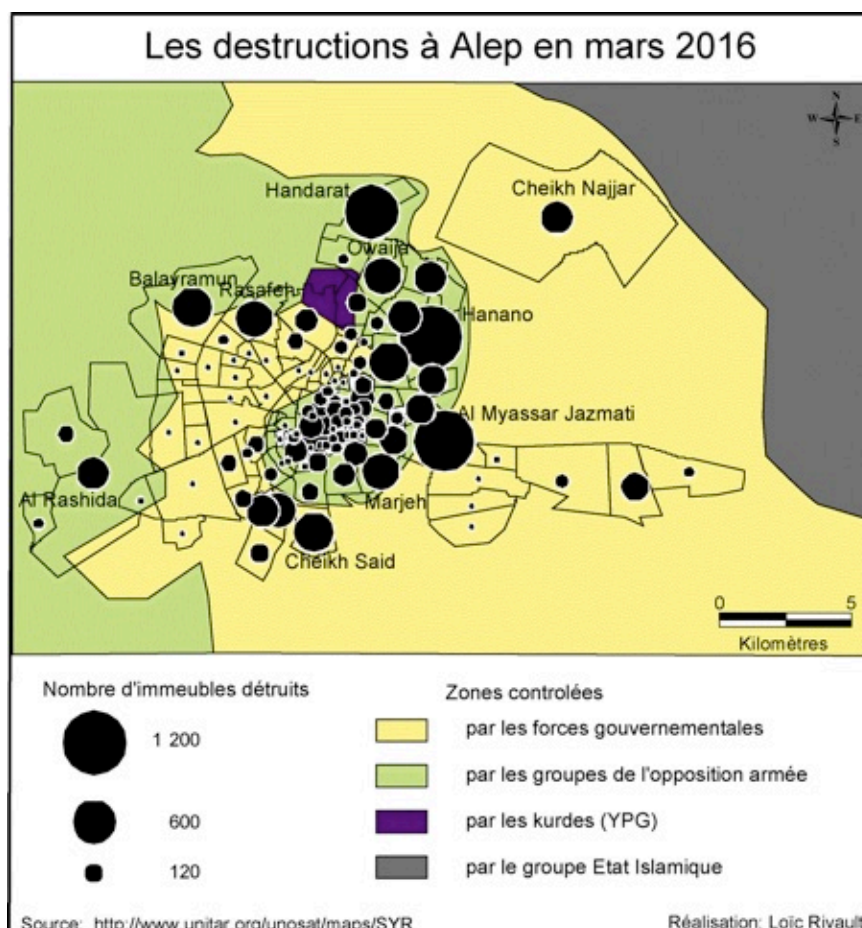 Les destructions à Alep en mars 2016
N
W E
S
Handarat
Cheikh Najjar
Owaija
Balayramun
Rasafeh
Hanano
Al Myassar Jazmati
Al Rashida
Marjeh
Cheikh Said
0 5
Kilomètres
Nombre d'immeubles détruits
1 200
600
120
Zones controlées
par les forces gouvernementales
par les groupes de l'opposition armée
par les kurdes (YPG)
par le groupe Etat Islamique
Source: http://www.unitar.org/unosat/maps/SYR
Réalisation: Loïc Rivault